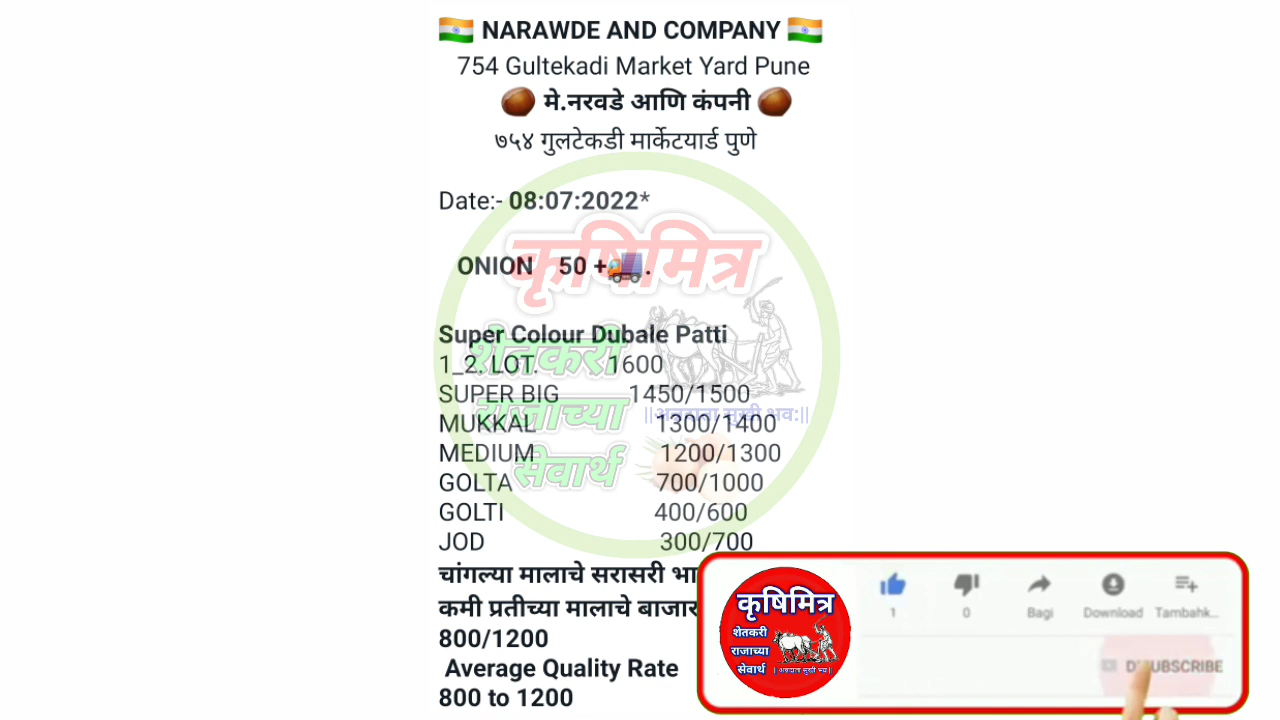 NARAWDE AND COMPANY
754 Gultekadi Market Yard Pune
मे.नरवडे आणि कंपनी
७५४ गुलटेकडी मार्केटयार्ड पुणे
Date:- 08:07:2022*
कृषिमित्र
ONION 50 + .
शेतकरी
राजाच्या
सेवार्थ
Super Colour Dubale Patti
1_2. LOT. 1600
SUPER BIG 1450/1500
MUKKAL 1300/1400
MEDIUM 1200/1300
GOLTA 700/1000
GOLTI 400/600
JOD 300/700
चांगल्या मालाचे सरासरी
कमी प्रतीच्या मालाचे
800/1200
Average Quality Rate
800 to 1200
कृषिमित्र
शेतकरी
राजाच्या
सेवार्थ
1 0 Bagi Download Tambahk...